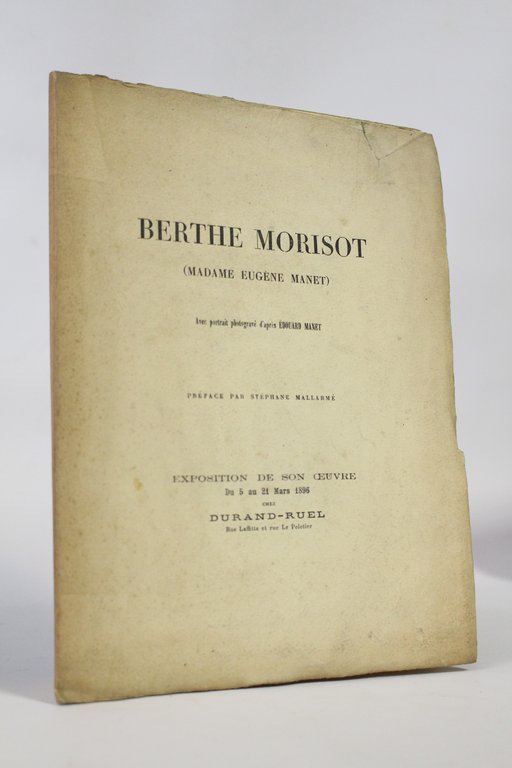 BERTHE MORISOT
(MADAME EUGÈNE MANET)
Avec portrait photogravé d'après ÉDOUARD MANET
PRÉFACE PAR STÉPHANE MALLARMÉ
EXPOSITION DE SON ŒUVRE
Du 5 au 21 Mars 1896
CHEZ
DURAND-RUEL
Rue Laffitte et rue Le Peletier